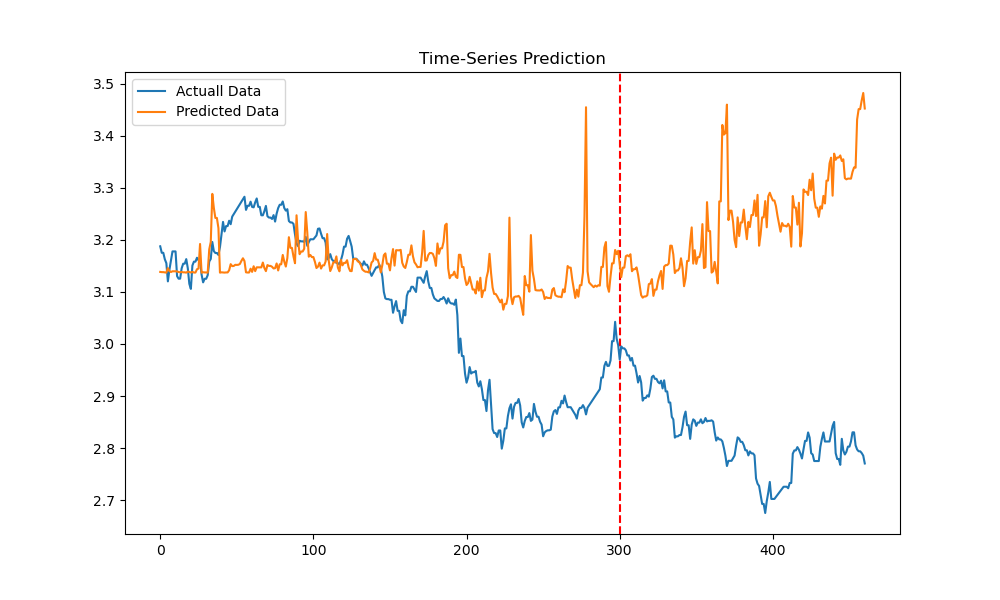 Time-Series Prediction
Actuall Data
Predicted Data
3.5
3.4
3.3
3.2
3.1
3.0
2.9
2.8
2.7
0 100 200 300 400